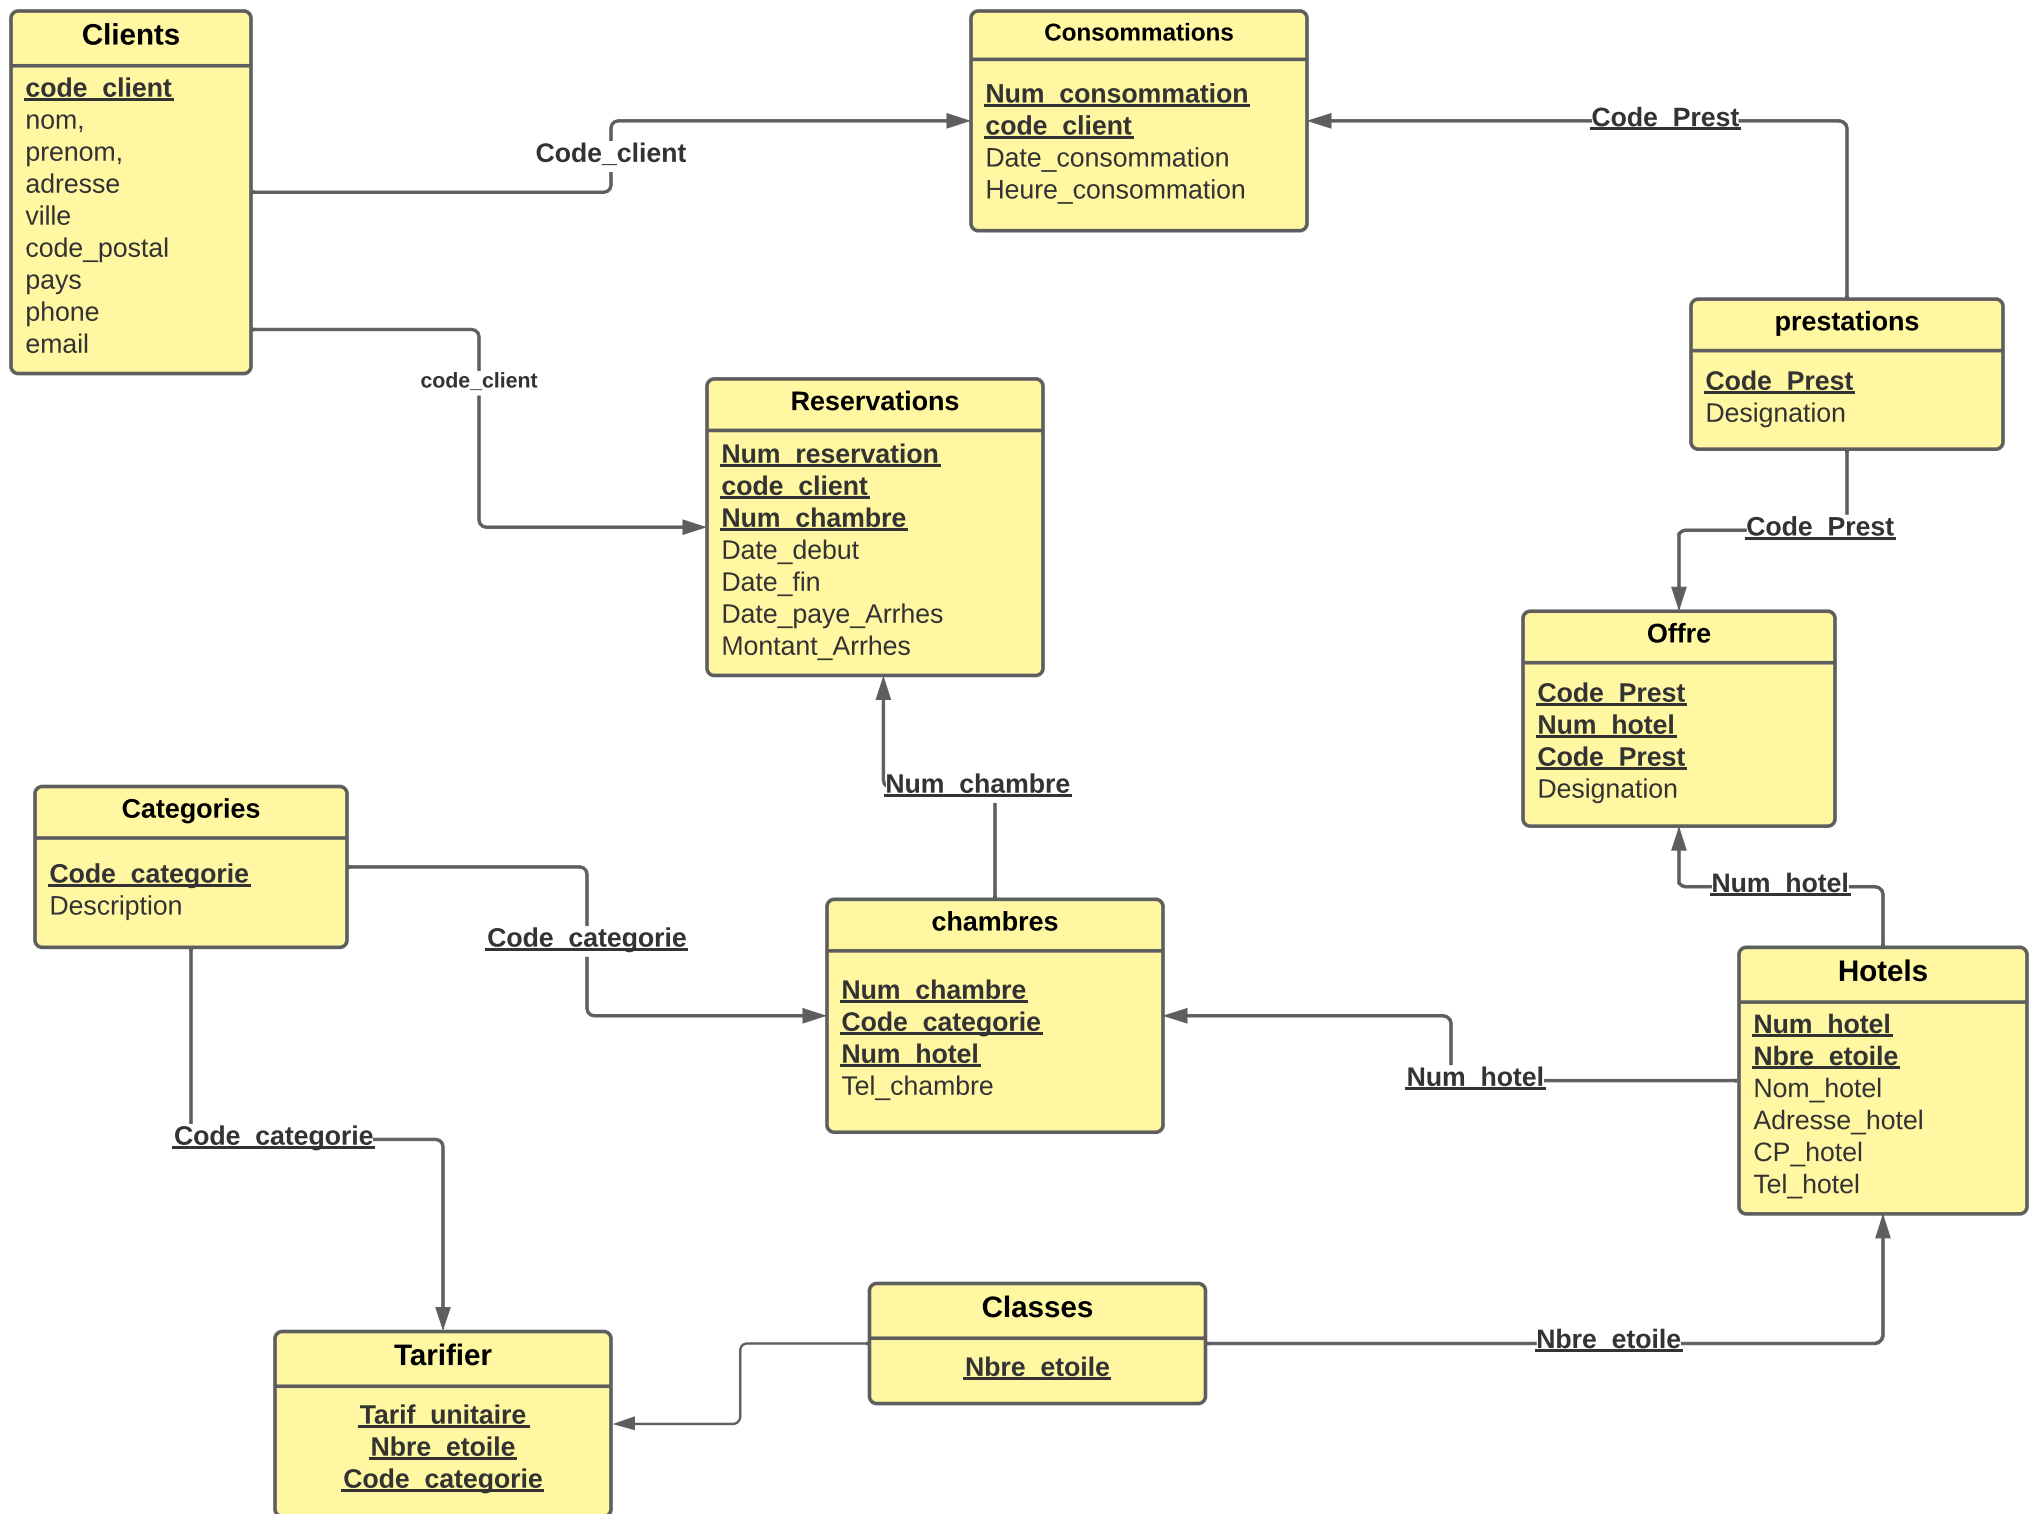 Clients
code_client
nom,
prenom,
adresse
ville
code_postal
pays
phone
email
Code_client
Consommations
Num_consommation
code_client
Date_consommation
Heure_consommation
Code_Prest
prestations
Code_Prest
Designation
code_client
Reservations
Num_reservation
code_client
Num_chambre
Date_debut
Date_fin
Date_paye_Arrhes
Montant_Arrhes
Code_Prest
Offre
Code_Prest
Num_hotel
Code_Prest
Designation
Num_chambre
Categories
Code_categorie
Description
Code_categorie
chambres
Num_chambre
Code_categorie
Num_hotel
Tel_chambre
Num_hotel
Num_hotel
Hotels
Num_hotel
Nbre_etoile
Nom_hotel
Adresse_hotel
CP_hotel
Tel_hotel
Code_categorie
Classes
Nbre_etoile
Nbre_etoile
Tarifier
Tarif_unitaire
Nbre_etoile
Code_categorie